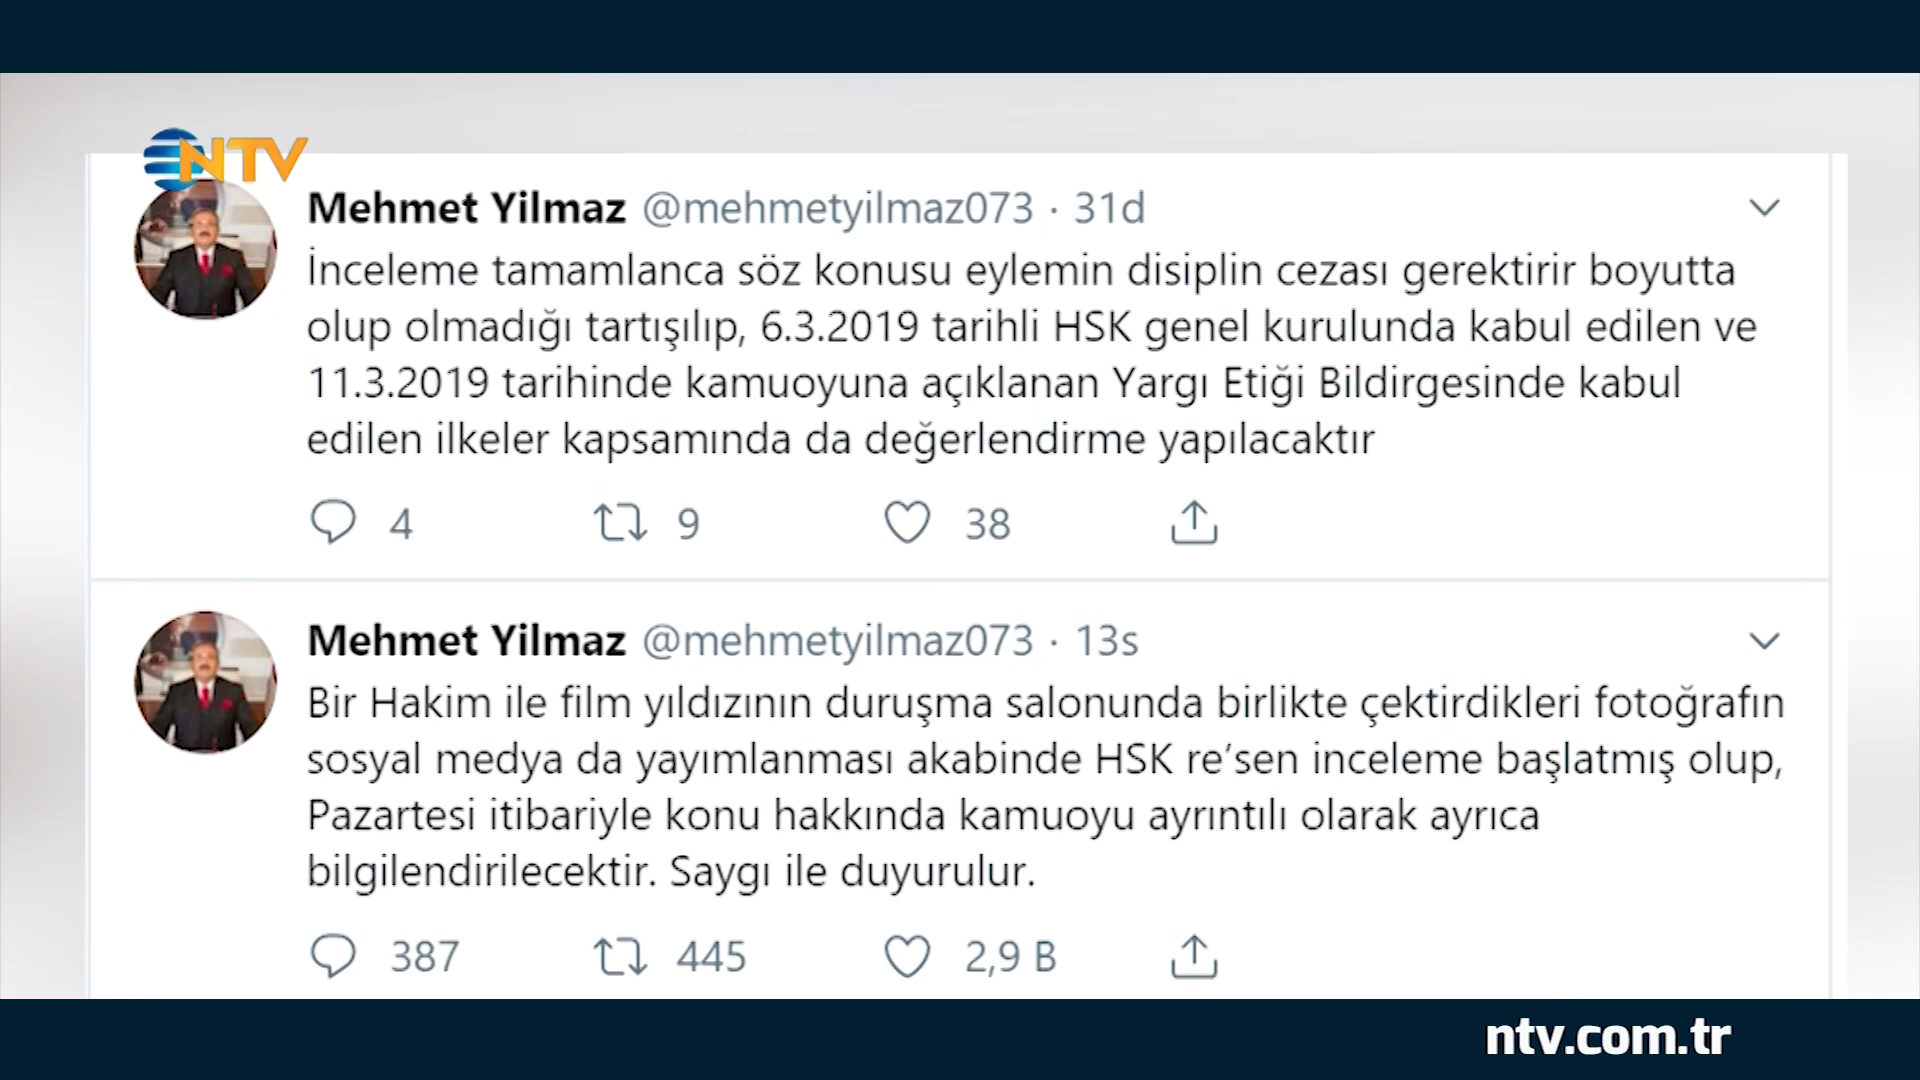 NTV
Mehmet Yilmaz @mehmetyilmaz073 · 31d
İnceleme tamamlanca söz konusu eylemin disiplin cezası gerektirir boyutta
olup olmadığı tartışılıp, 6.3.2019 tarihli HSK genel kurulunda kabul edilen ve
11.3.2019 tarihinde kamuoyuna açıklanan Yargı Etiği Bildirgesinde kabul
edilen ilkeler kapsamında da değerlendirme yapılacaktır
4 9 38
Mehmet Yilmaz @mehmetyilmaz073 · 13s
Bir Hakim ile film yıldızının duruşma salonunda birlikte çektirdikleri fotoğrafın
sosyal medya da yayımlanması akabinde HSK re’sen inceleme başlatmış olup,
Pazartesi itibariyle konu hakkında kamuoyu ayrıntılı olarak ayrıca
bilgilendirilecektir. Saygı ile duyurulur.
387 445 2,9 B
ntv.com.tr